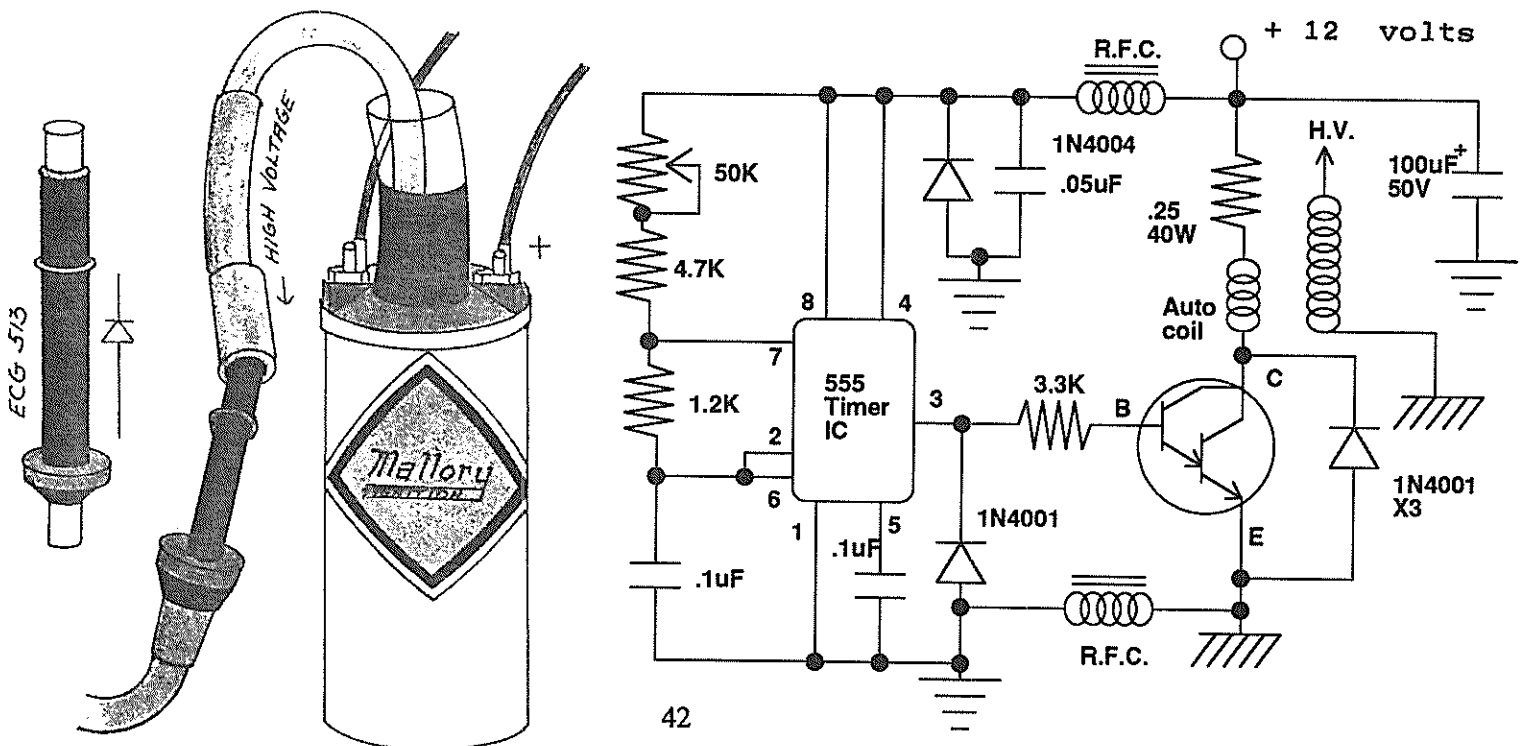 ECG 513
HIGH VOLTAGE
+
Mallory
IGNITION
+ 12 volts
R.F.C.
50K
1N4004
.05uF
H.V.
100uF+
50V
.25
40W
4.7K
8
4
Auto
coil
7
555
Timer
IC
3
3.3K
B
C
1.2K
2
6
1
5
1N4001
1N4001
X3
E
.1uF
.1uF
R.F.C.
42